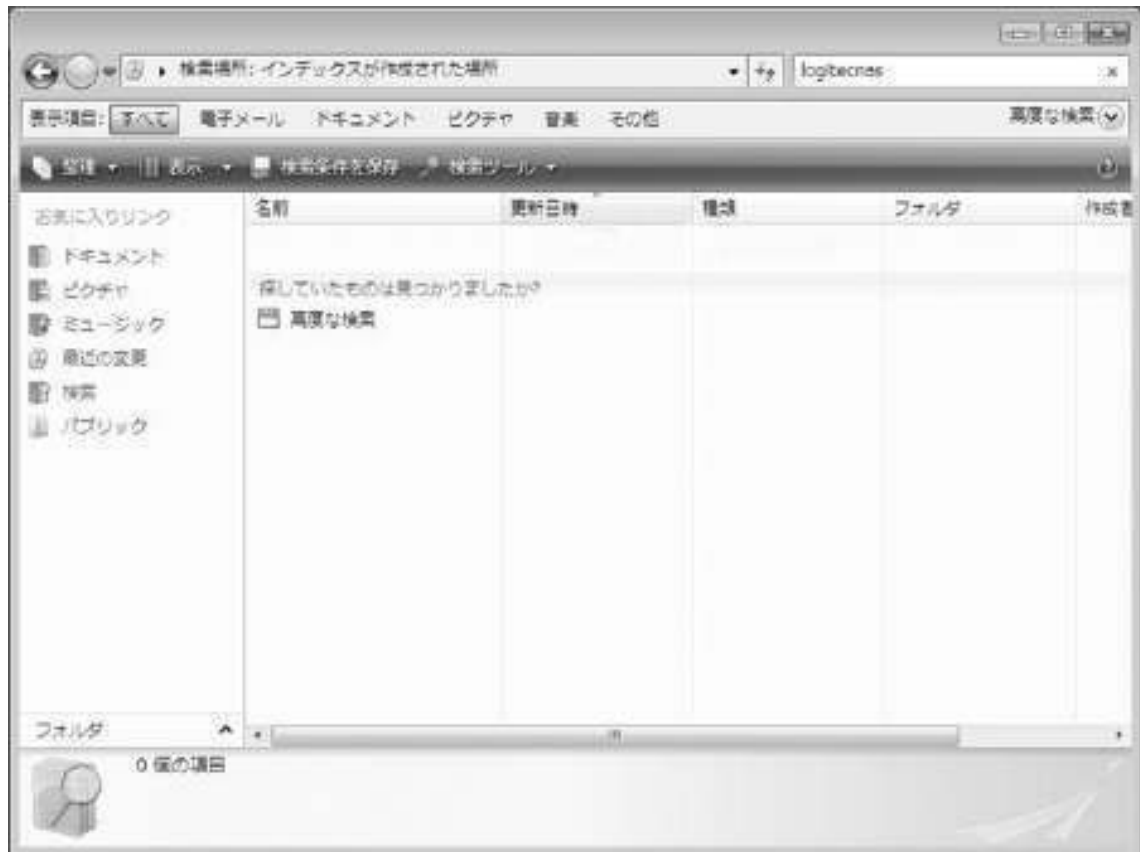 検索場所: インデックスが作成された場所
logitecnas
表示項目: すべて 電子メール ドキュメント ピクチャ 音楽 その他 高度な検索
整理 表示 検索条件を保存 検索ツール
名前 更新日時 種類 フォルダ 作成者
お気に入りリンク
ドキュメント
ピクチャ
ミュージック
最近の変更
検索
パブリック
探していたものは見つかりましたか?
高度な検索
フォルダ
0 個の項目